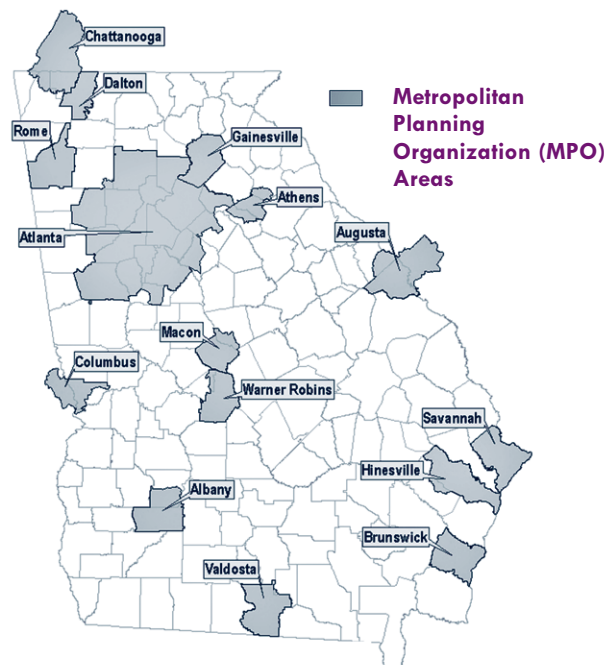 Chattanooga
Dalton
Metropolitan
Planning
Organization (MPO)
Areas
Rome
Gainesville
Athens
Atlanta
Augusta
Macon
Columbus
Warner Robins
Savannah
Hinesville
Albany
Brunswick
Valdosta